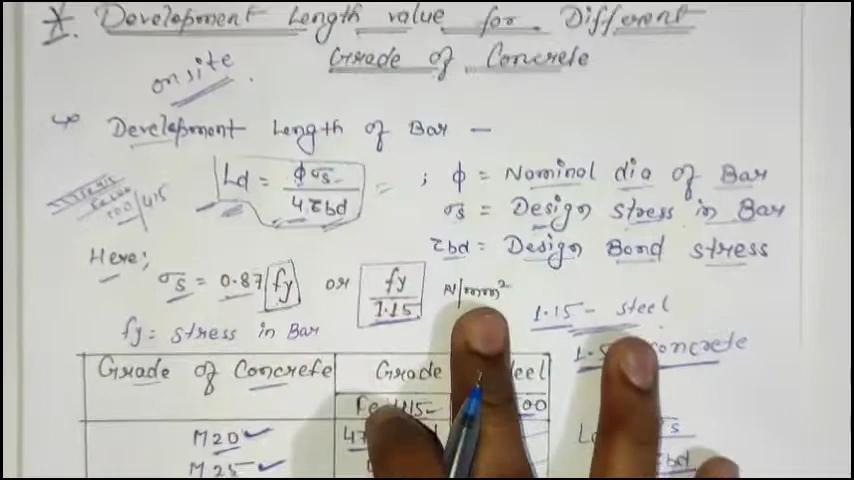 *. Development Length value for Different
Grade of Concrete
onsite.
Development Length of Bar —
Ld = ϕσs / 4τbd ; ϕ = Nominal dia of Bar
σs = Design stress in Bar
τbd = Design Bond stress
415
Here;
σs = 0.87 fy or fy / 1.15 N/mm²
1.15 - steel
fy = stress in Bar
concrete
Grade of Concrete Grade
M20
47
M25